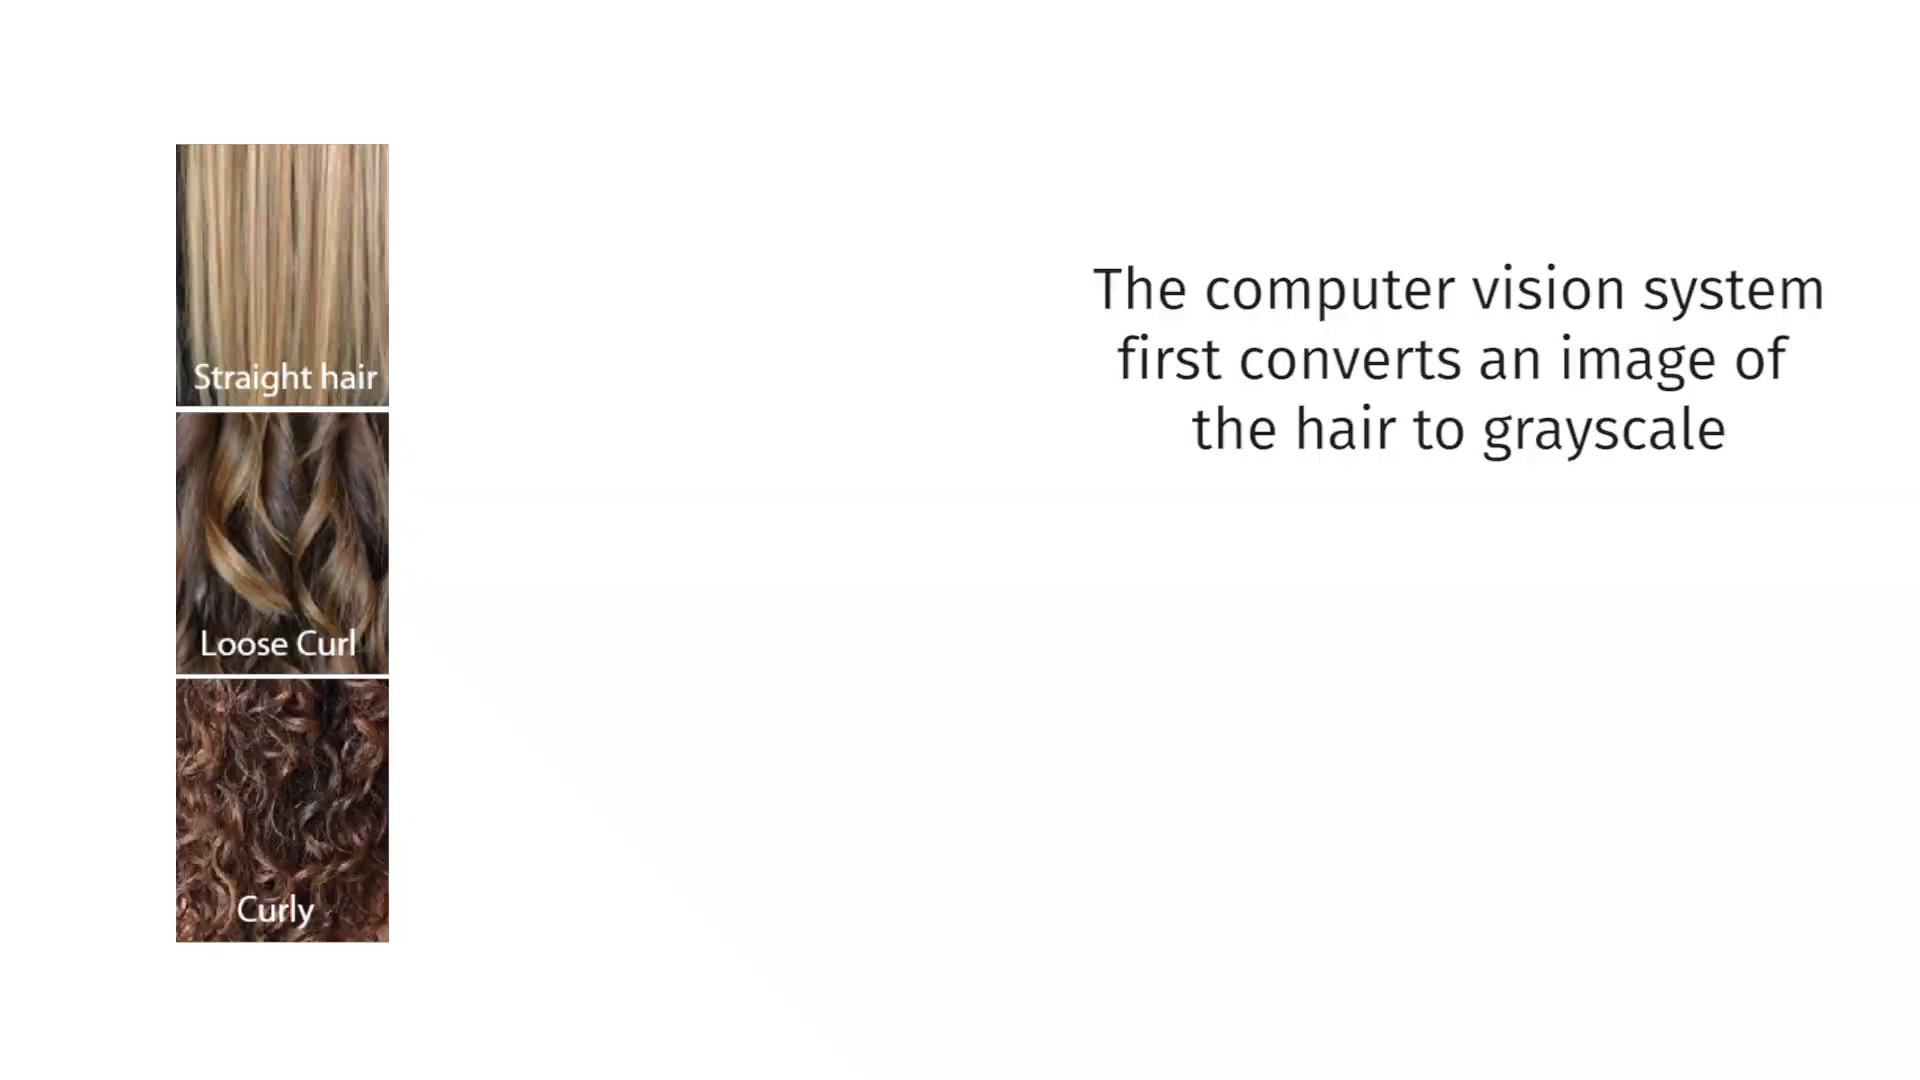 Straight hair
Loose Curl
Curly
The computer vision system
first converts an image of
the hair to grayscale